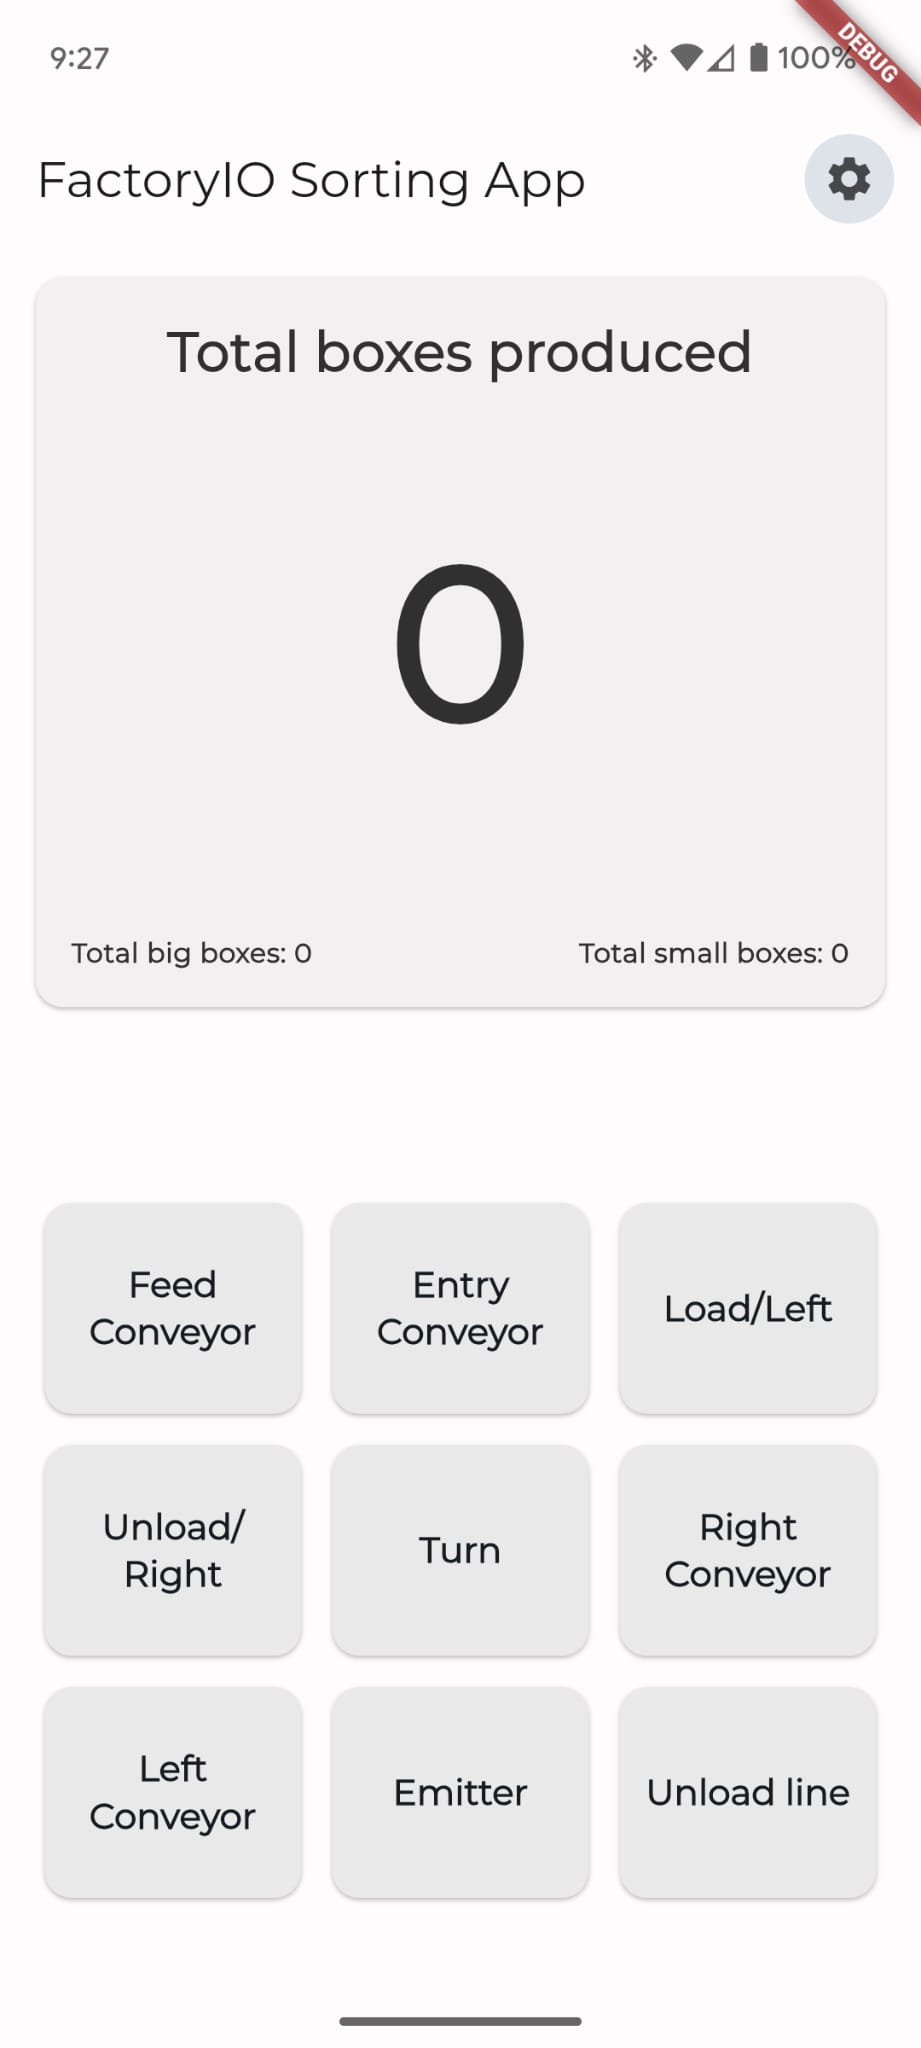 9:27
100%
DEBUG
FactoryIO Sorting App
Total boxes produced
0
Total big boxes: 0
Total small boxes: 0
Feed
Conveyor
Entry
Conveyor
Load/Left
Unload/
Right
Turn
Right
Conveyor
Left
Conveyor
Emitter
Unload line